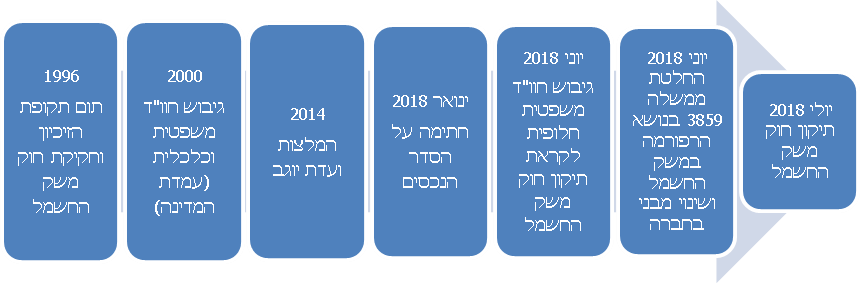 1996
תום תקופת
הזיכיון
וחקיקת חוק
משק
החשמל
2000
גיבוש חוו"ד
משפטית
וכלכלית
(עמדת
המדינה)
2014
המלצות
ועדת יוגב
ינואר 2018
חתימה על
הסדר
הנכסים
יוני 2018
גיבוש חוו"ד
משפטית
חלופית
לקראת
תיקון חוק
משק
החשמל
יוני 2018
החלטת
ממשלה
3859 בנושא
הרפורמה
במשק
החשמל
ושינוי מבני
בחברה
יולי 2018
תיקון חוק
משק
החשמל